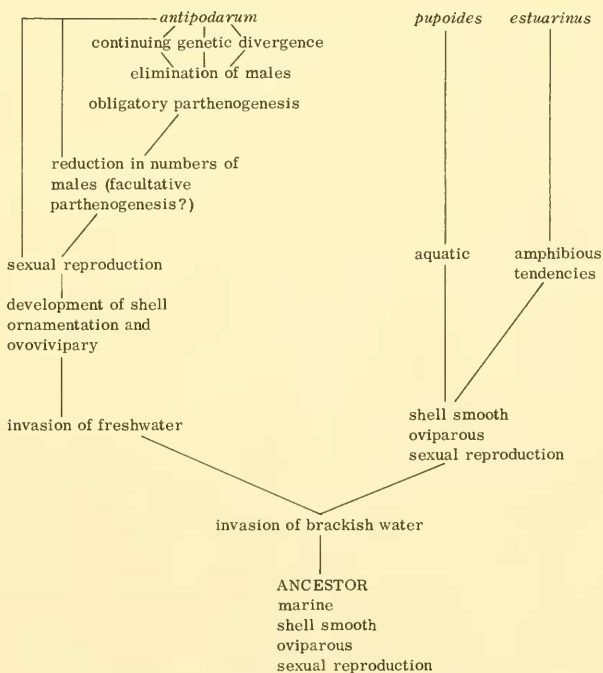 antipodarum
continuing genetic divergence
elimination of males
obligatory parthenogenesis
reduction in numbers of
males (facultative
parthenogenesis?)
sexual reproduction
development of shell
ornamentation and
ovovivipary
invasion of freshwater
pupoides
estuarinus
aquatic
amphibious
tendencies
shell smooth
oviparous
sexual reproduction
invasion of brackish water
ANCESTOR
marine
shell smooth
oviparous
sexual reproduction